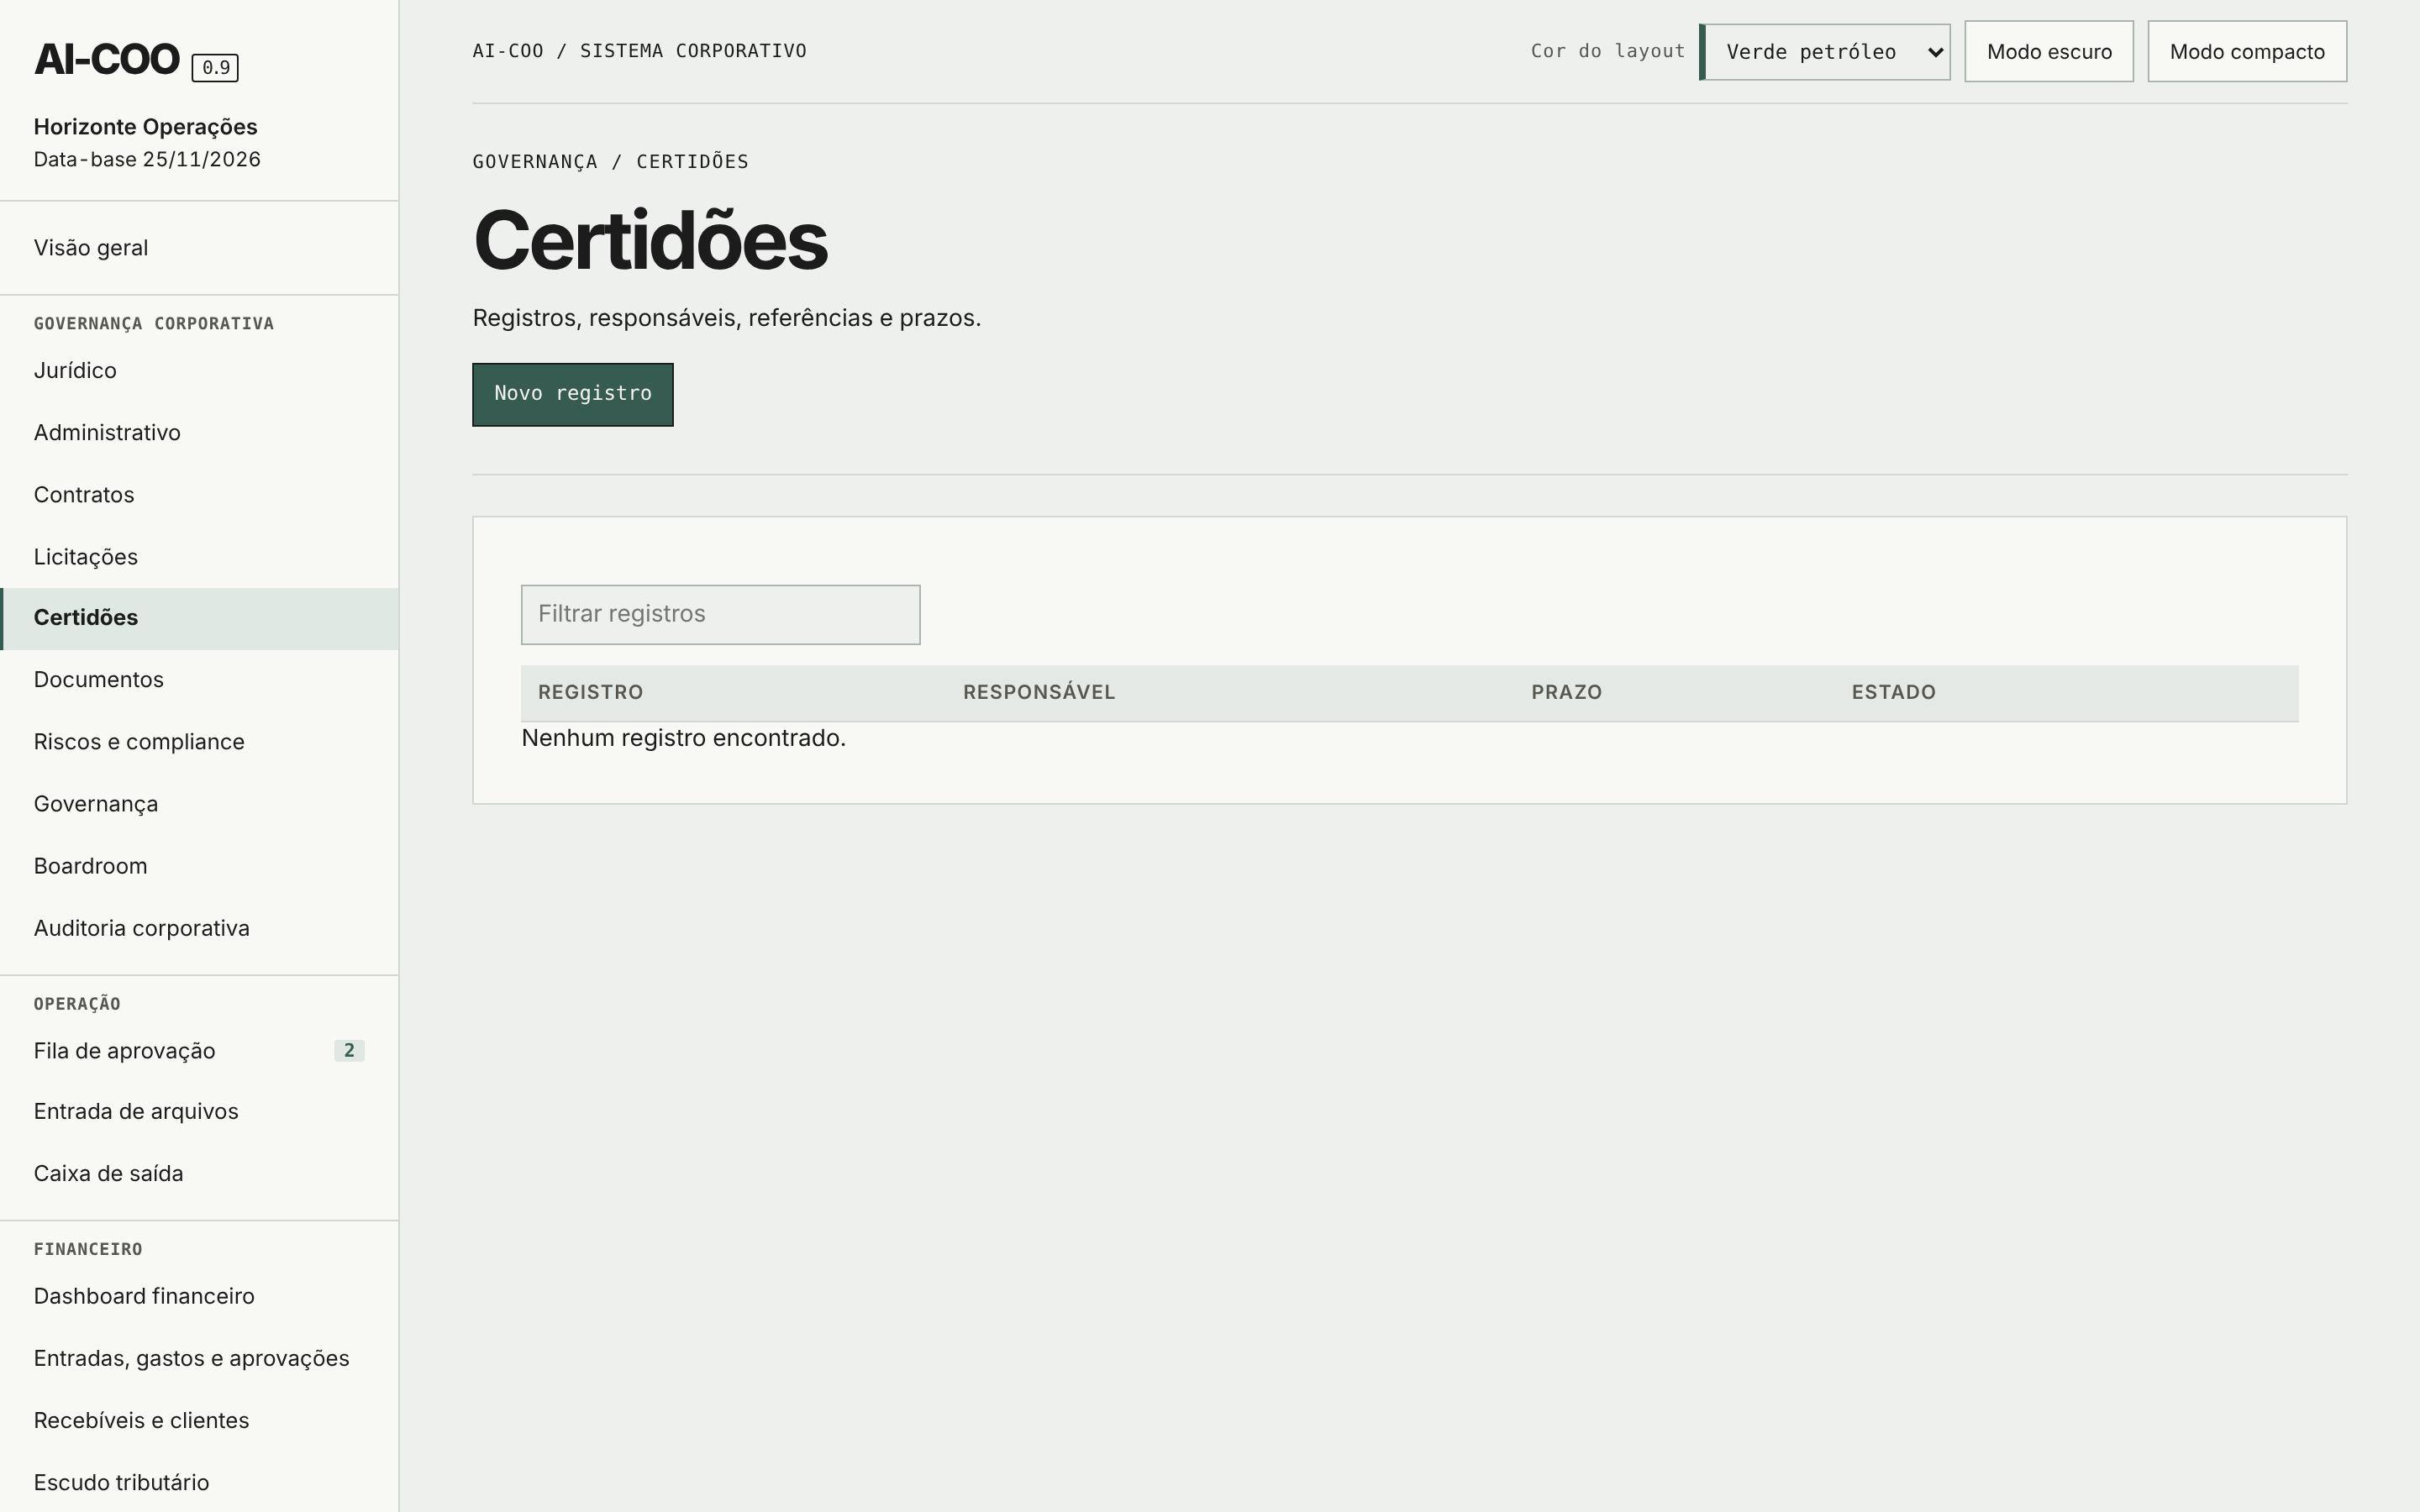 AI-COO 0.9
Horizonte Operações
Data-base 25/11/2026
Visão geral
GOVERNANÇA CORPORATIVA
Jurídico
Administrativo
Contratos
Licitações
Certidões
Documentos
Riscos e compliance
Governança
Boardroom
Auditoria corporativa
OPERAÇÃO
Fila de aprovação 2
Entrada de arquivos
Caixa de saída
FINANCEIRO
Dashboard financeiro
Entradas, gastos e aprovações
Recebíveis e clientes
Escudo tributário
AI-COO / SISTEMA CORPORATIVO
Cor do layout Verde petróleo Modo escuro Modo compacto
GOVERNANÇA / CERTIDÕES
Certidões
Registros, responsáveis, referências e prazos.
Novo registro
Filtrar registros
REGISTRO RESPONSÁVEL PRAZO ESTADO
Nenhum registro encontrado.